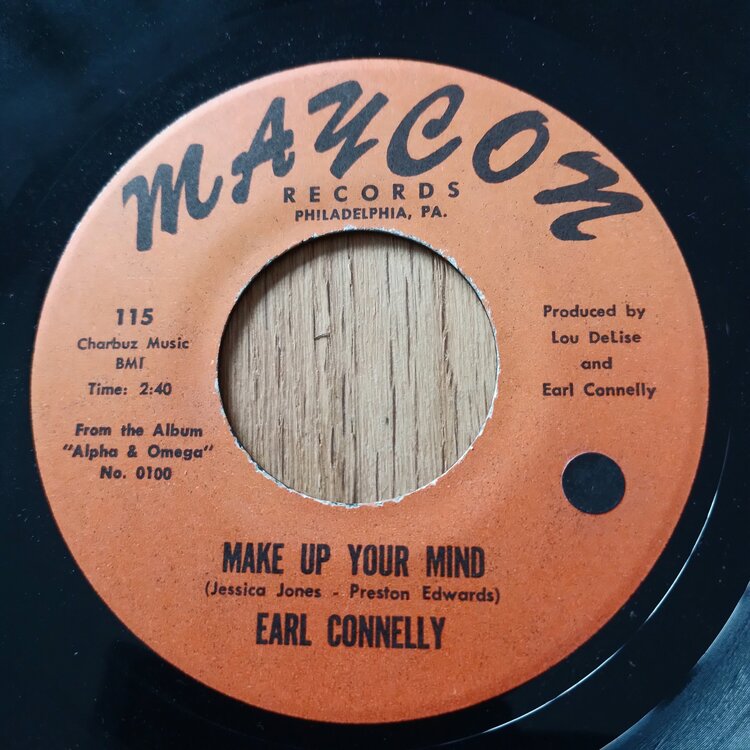 MAYCON
RECORDS
PHILADELPHIA, PA.
115
Charbuz Music
BMI
Time: 2:40
From the Album
"Alpha & Omega"
No. 0100
Produced by
Lou DeLise
and
Earl Connelly
MAKE UP YOUR MIND
(Jessica Jones - Preston Edwards)
EARL CONNELLY